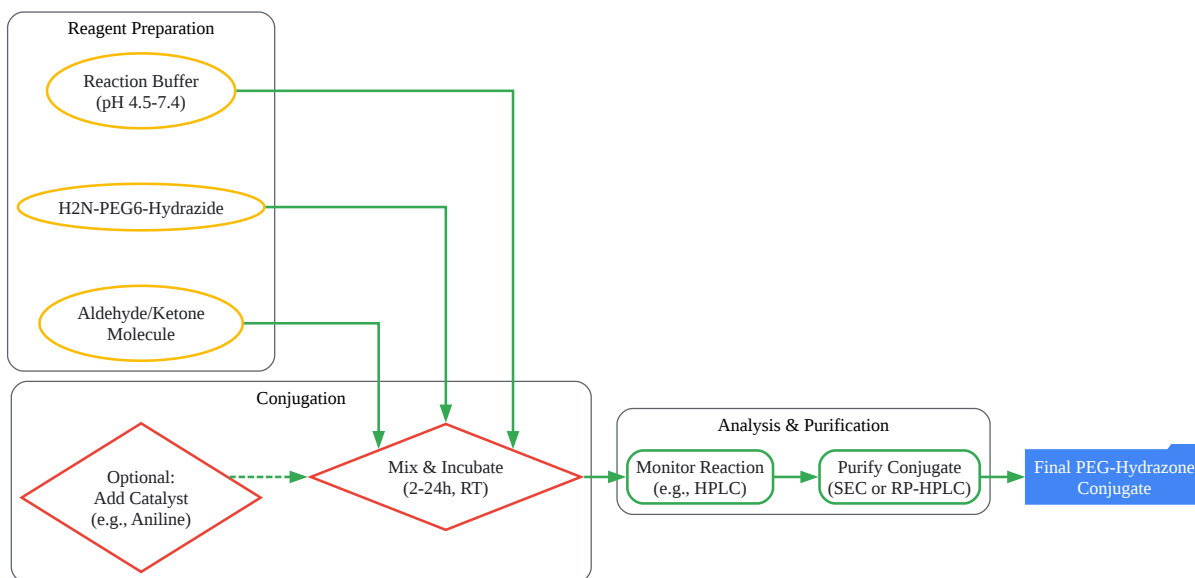 Reagent Preparation
Reaction Buffer
(pH 4.5-7.4)
H2N-PEG6-Hydrazide
Aldehyde/Ketone
Molecule
Conjugation
Optional:
Add Catalyst
(e.g., Aniline)
Mix & Incubate
(2-24h, RT)
Analysis & Purification
Monitor Reaction
(e.g., HPLC)
Purify Conjugate
(SEC or RP-HPLC)
Final PEG-Hydrazone
Conjugate